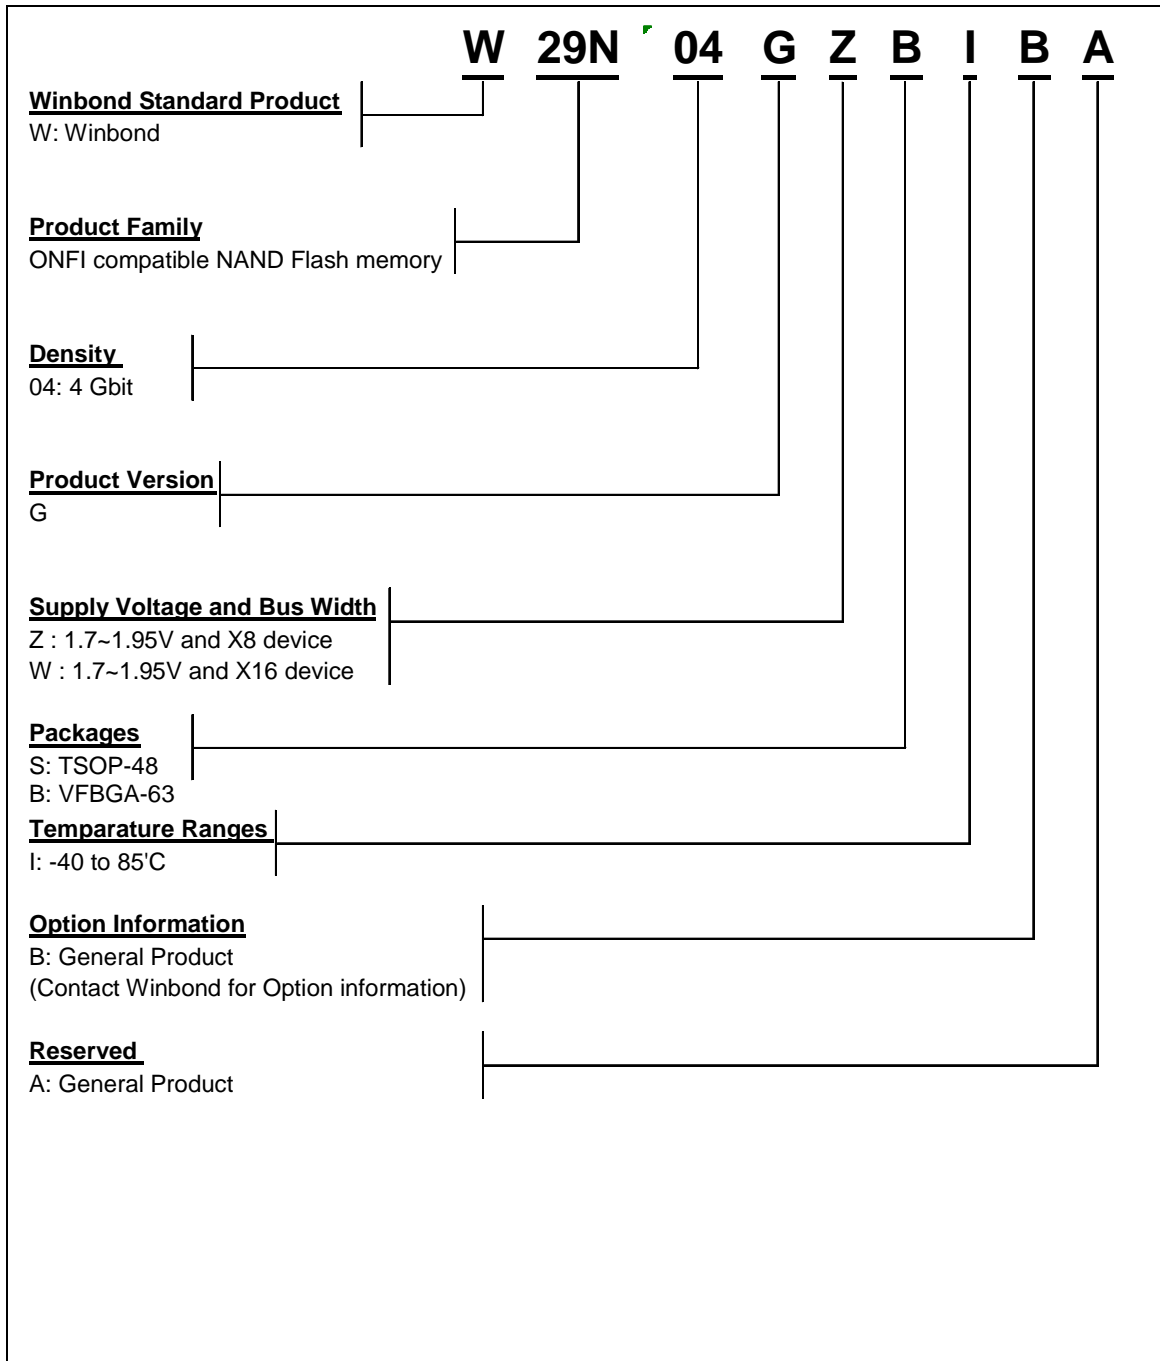 W 29N 04 G Z B I B A
Winbond Standard Product
W: Winbond
Product Family
ONFI compatible NAND Flash memory
Density
04: 4 Gbit
Product Version
G
Supply Voltage and Bus Width
Z : 1.7~1.95V and X8 device
W : 1.7~1.95V and X16 device
Packages
S: TSOP-48
B: VFBGA-63
Temparature Ranges
I: -40 to 85'C
Option Information
B: General Product
(Contact Winbond for Option information)
Reserved
A: General Product